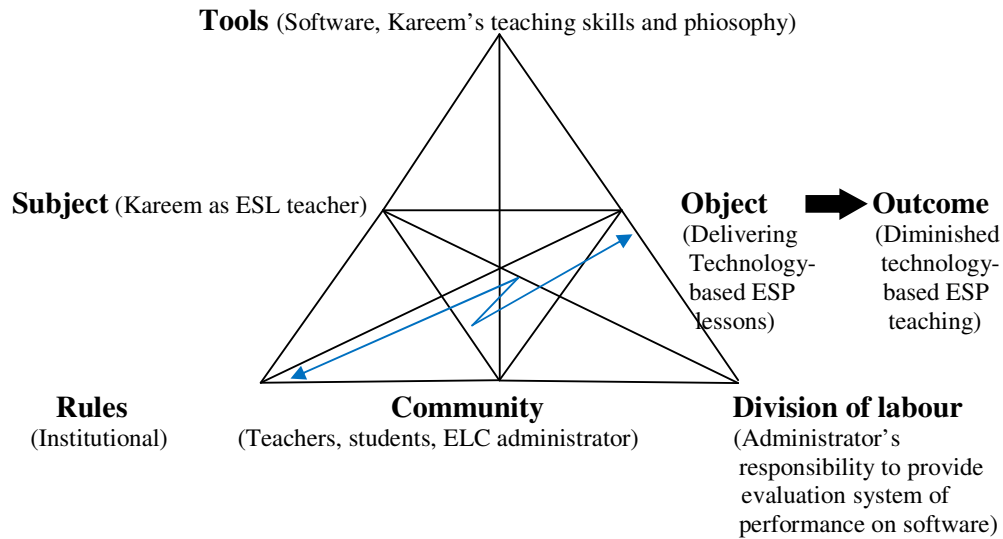 Tools (Software, Kareem's teaching skills and phiosophy)
Subject (Kareem as ESL teacher)
Object
(Delivering
Technology-
based ESP
lessons)
Outcome
(Diminished
technology-
based ESP
teaching)
Rules
(Institutional)
Community
(Teachers, students, ELC administrator)
Division of labour
(Administrator's
responsibility to provide
evaluation system of
performance on software)